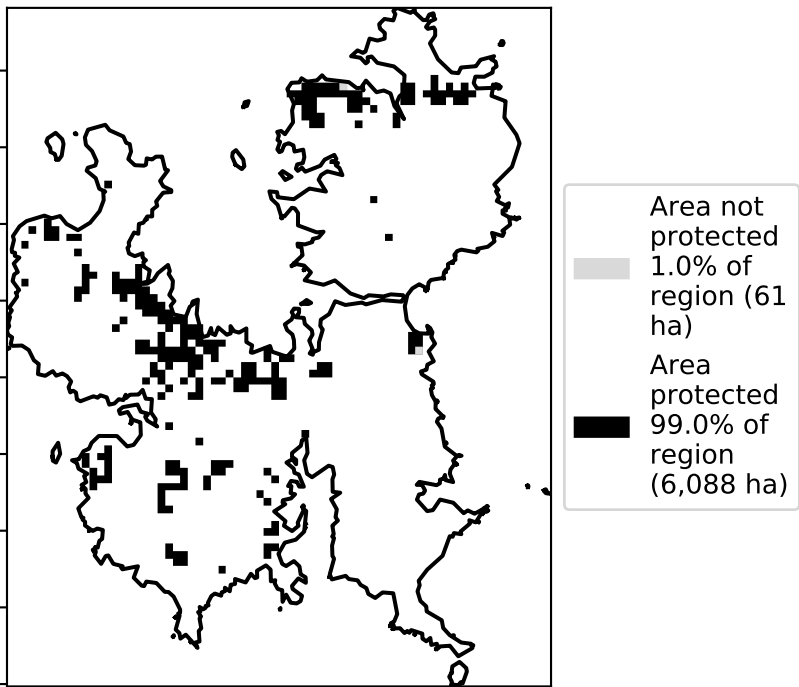 Area not
protected
1.0% of
region (61
ha)
Area
protected
99.0% of
region
(6,088 ha)